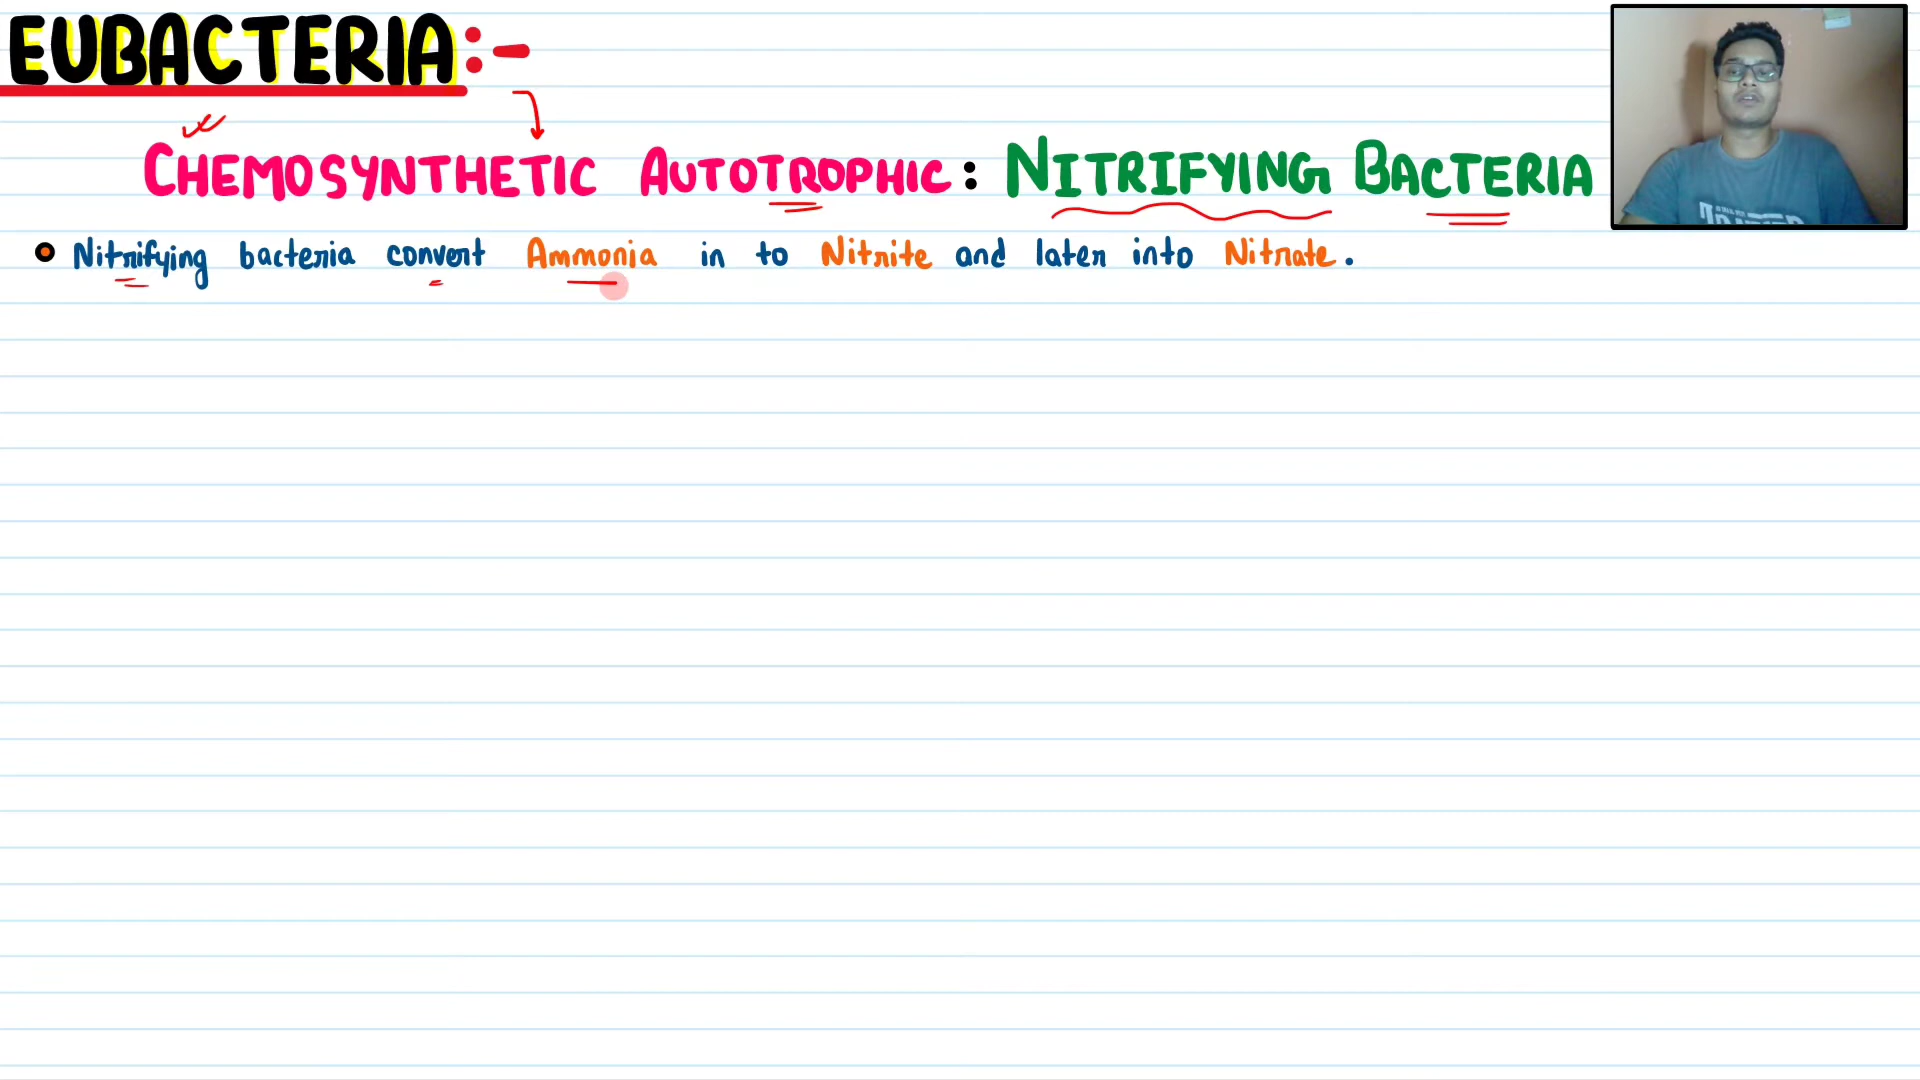 EUBACTERIA:-
CHEMOSYNTHETIC AUTOTROPHIC: NITRIFYING BACTERIA
Nitrifying bacteria convert Ammonia in to Nitrite and later into Nitrate.